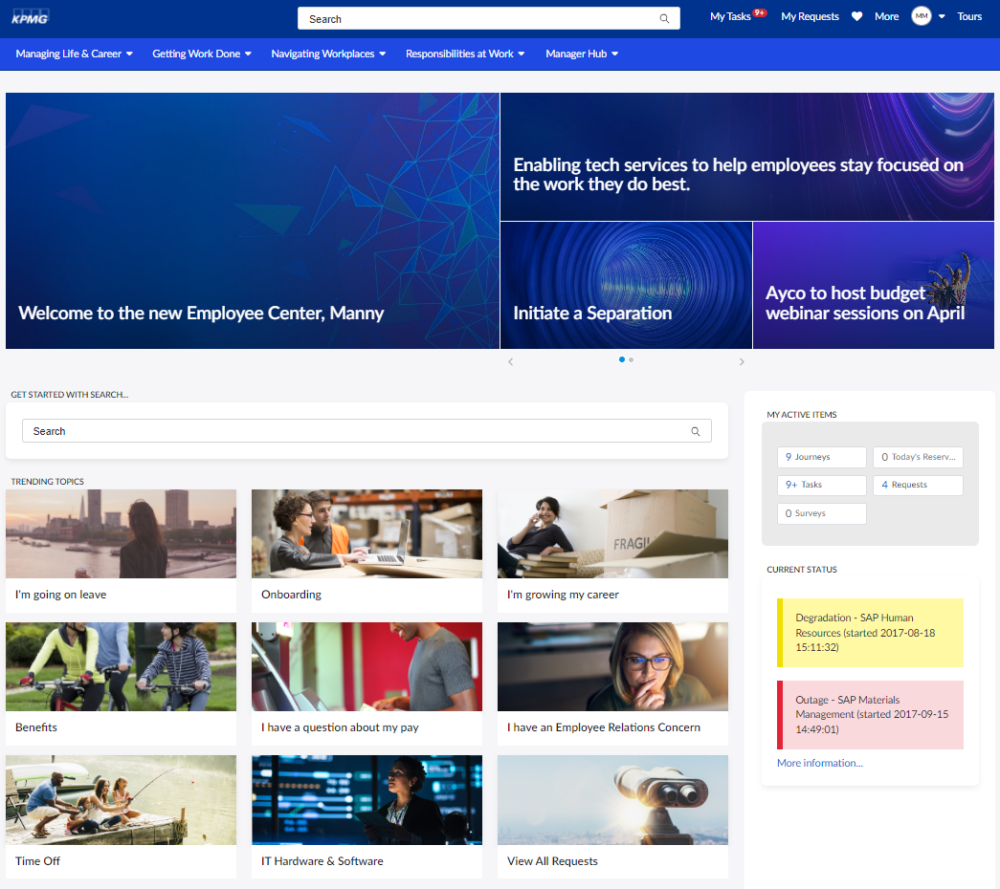 KPMG
Search
My Tasks 9+
My Requests
More
MM
Tours
Managing Life & Career
Getting Work Done
Navigating Workplaces
Responsibilities at Work
Manager Hub
Welcome to the new Employee Center, Manny
Enabling tech services to help employees stay focused on
the work they do best.
Initiate a Separation
Ayco to host budget
webinar sessions on April
GET STARTED WITH SEARCH...
Search
TRENDING TOPICS
I'm going on leave
Onboarding
FRAGIL
I'm growing my career
Benefits
I have a question about my pay
I have an Employee Relations Concern
Time Off
IT Hardware & Software
View All Requests
MY ACTIVE ITEMS
9 Journeys
0 Today's Reserv...
9+ Tasks
4 Requests
0 Surveys
CURRENT STATUS
Degradation - SAP Human
Resources (started 2017-08-18
15:11:32)
Outage - SAP Materials
Management (started 2017-09-15
14:49:01)
More information...